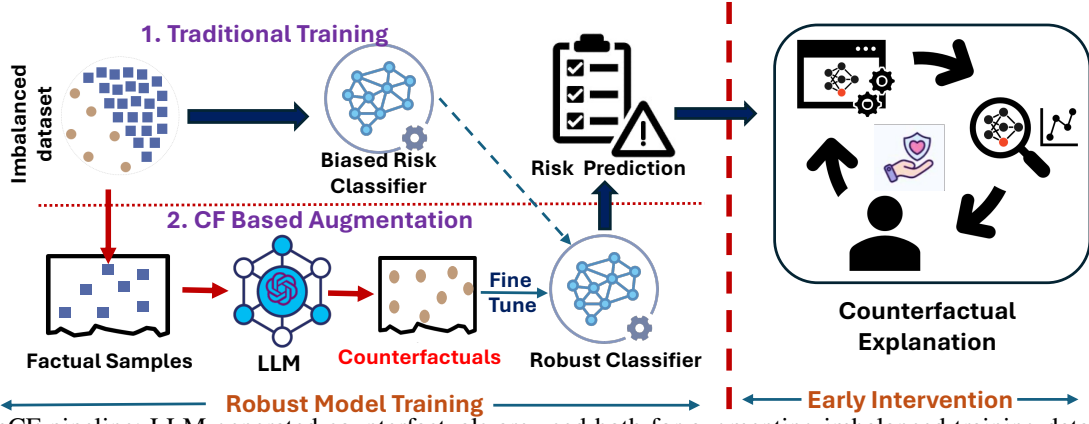 1. Traditional Training
Imbalanced
dataset
Biased Risk
Classifier
Risk Prediction
2. CF Based Augmentation
Fine
Tune
Factual Samples
LLM
Counterfactuals
Robust Classifier
Counterfactual
Explanation
Robust Model Training
Early Intervention